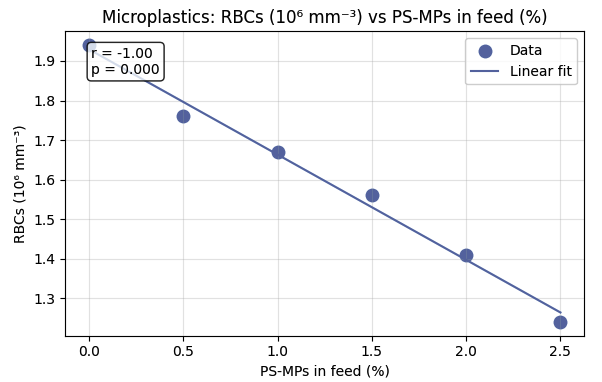 Microplastics: RBCs (10⁶ mm⁻³) vs PS-MPs in feed (%)
r = -1.00
p = 0.000
Data
Linear fit
RBCs (10⁶ mm⁻³)
1.9
1.8
1.7
1.6
1.5
1.4
1.3
0.0 0.5 1.0 1.5 2.0 2.5
PS-MPs in feed (%)